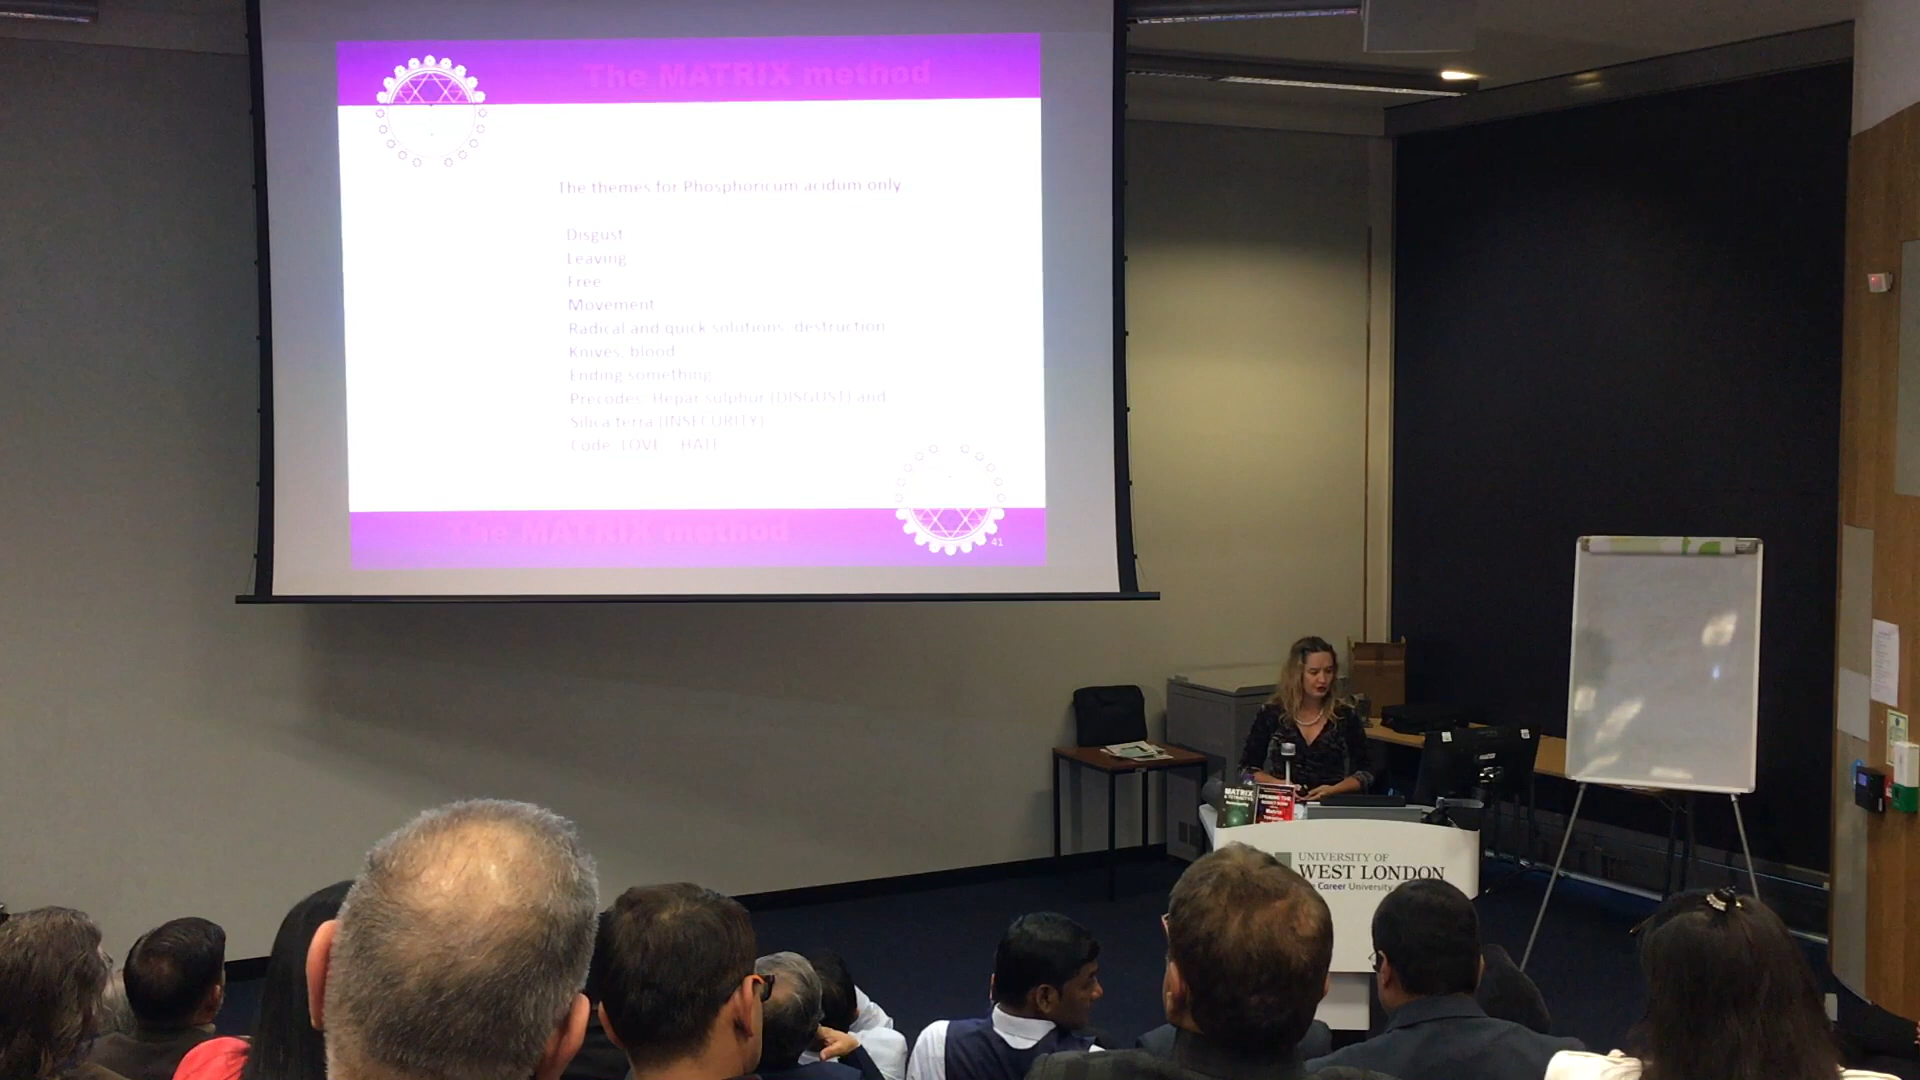 The MATRIX method
The themes for Phosphoricum acidum only
Disgust
Leaving
Free
Movement
Radical and quick solutions, destruction
Knives, blood
Ending something
Precodes: Hepar sulphur (DISGUST) and
Silica terra (INSECURITY)
Code: LOVE - HATE
The MATRIX method
41
MATRIX
OPENING THE
UNIVERSITY OF
WEST LONDON
Career University